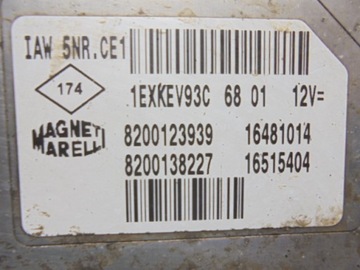 IAW 5NR.CE1
174
1EXKEV93C 68 01 12V=
MAGNETI MARELLI
8200123939 16481014
8200138227 16515404